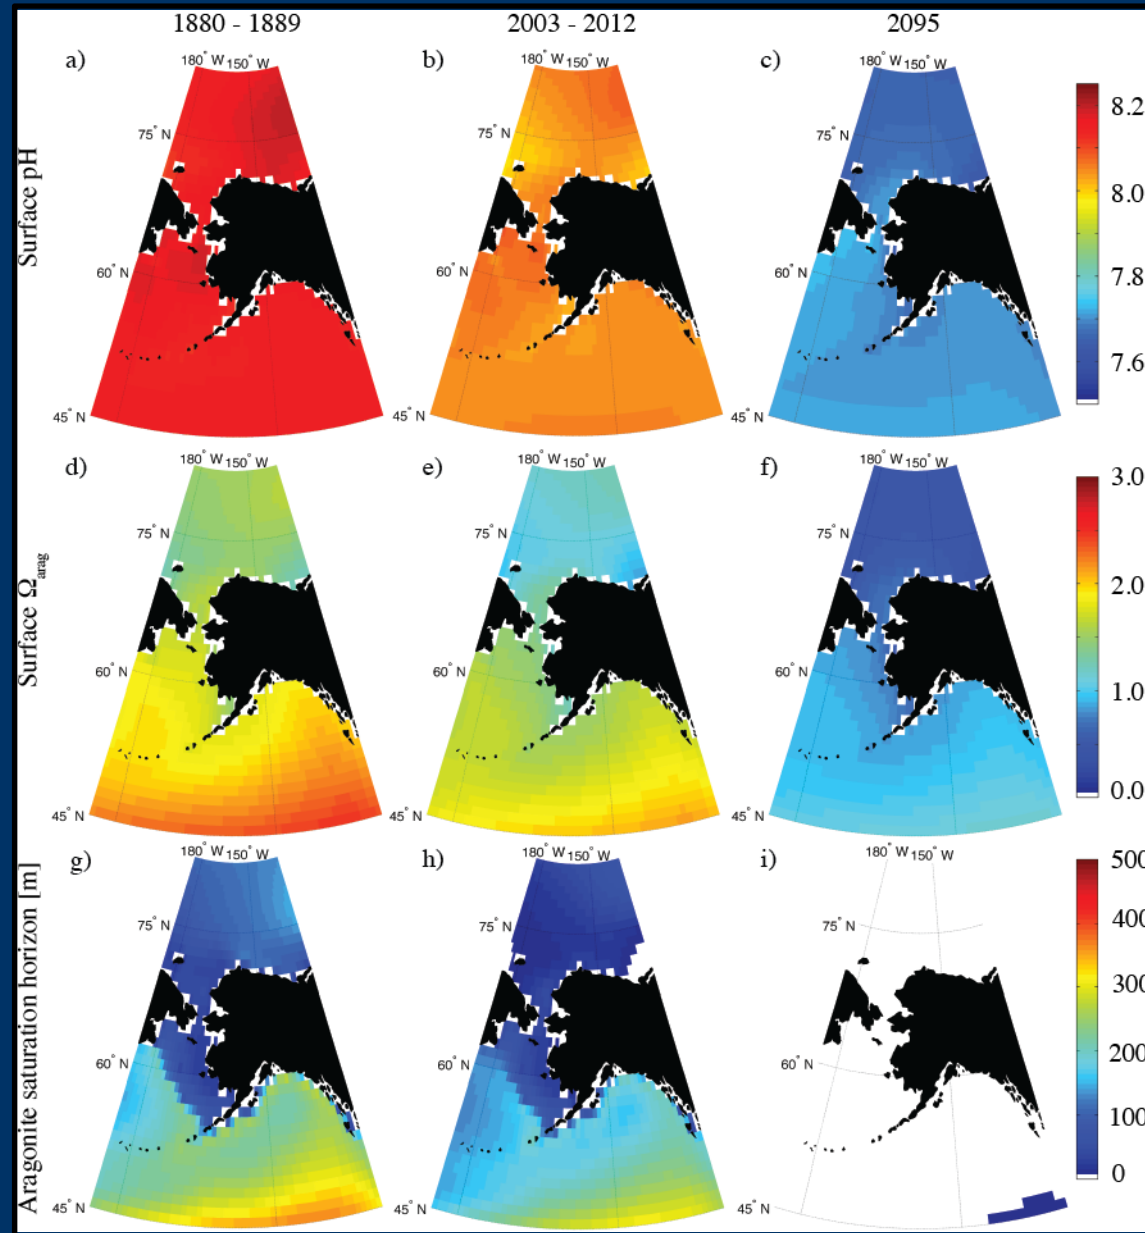 1880 - 1889 2003 - 2012 2095
a) b) c)
180° W 150° W 180° W 150° W 180° W 150° W
75° N 75° N 75° N
60° N 60° N 60° N
45° N 45° N 45° N
Surface pH
8.2
8.0
7.8
7.6
d) e) f)
180° W 150° W 180° W 150° W 180° W 150° W
75° N 75° N 75° N
60° N 60° N 60° N
45° N 45° N 45° N
Surface Ωarag
3.0
2.0
1.0
0.0
g) h) i)
180° W 150° W 180° W 150° W 180° W 150° W
75° N 75° N 75° N
60° N 60° N 60° N
45° N 45° N 45° N
Aragonite saturation horizon [m]
500
400
300
200
100
0